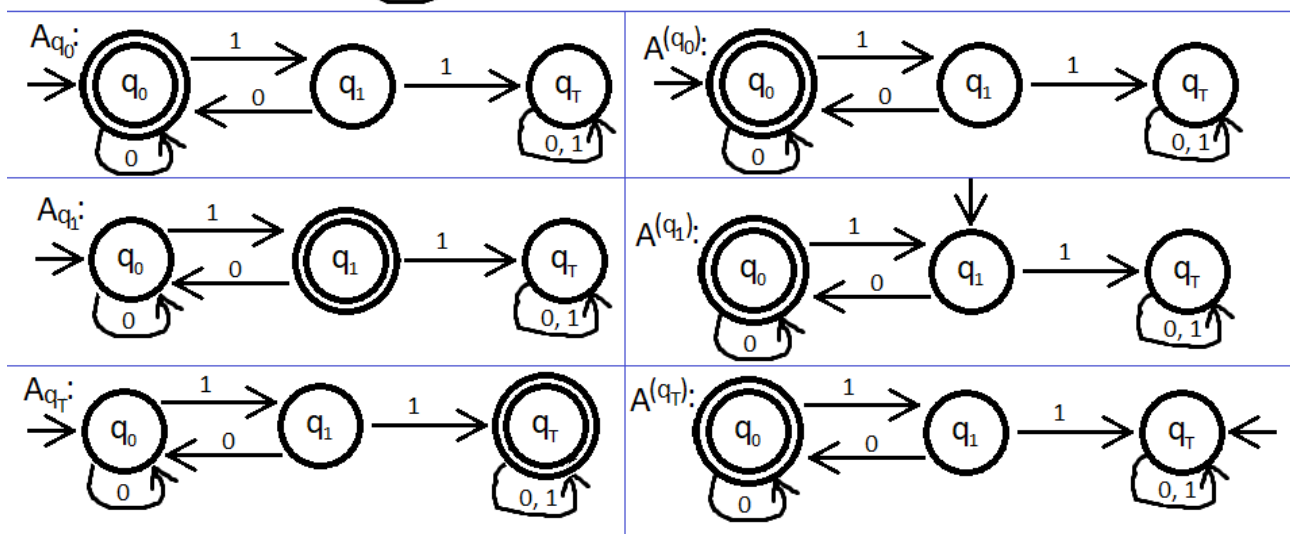 A_{q_0}: q_0 1 0 0 q_1 1 q_T 0, 1
A^{(q_0)}: q_0 1 0 0 q_1 1 q_T 0, 1
A_{q_1}: q_0 1 0 0 q_1 1 q_T 0, 1
A^{(q_1)}: q_0 1 0 0 q_1 1 q_T 0, 1
A_{q_T}: q_0 1 0 0 q_1 1 q_T 0, 1
A^{(q_T)}: q_0 1 0 0 q_1 1 q_T 0, 1